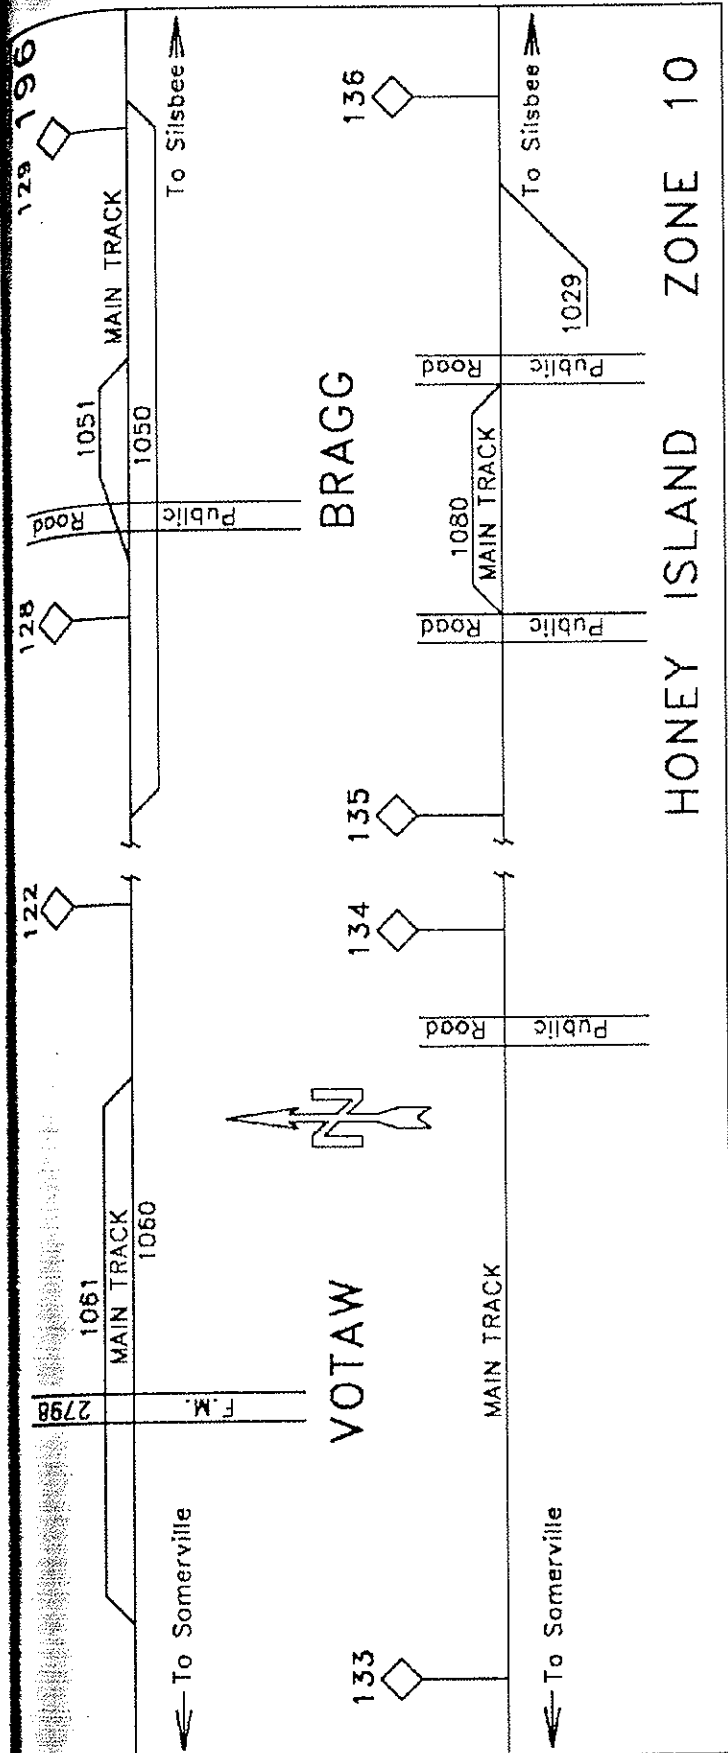 196
122
128
129
1061
MAIN TRACK
1060
2798
F.M.
Road
Public
1051
1050
MAIN TRACK
To Somerville
To Silsbee
VOTAW
BRAGG
133
134
135
136
MAIN TRACK
Road
Public
Road
Public
1080
MAIN TRACK
Road
Public
1029
To Somerville
To Silsbee
N
HONEY ISLAND
ZONE 10